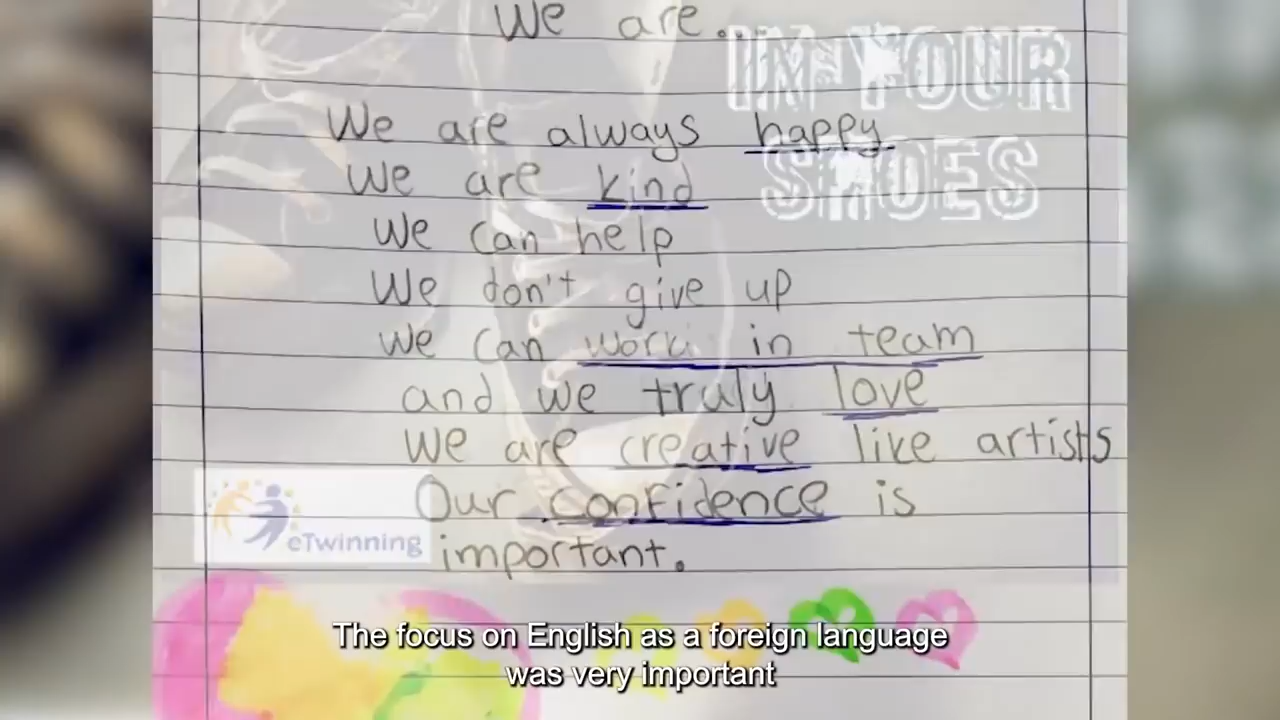 We are...
IN YOUR
SHOES
We are always happy
We are kind
We can help
We don't give up
We can work in team
and we truly love
We are creative like artists
Our confidence is
important.
eTwinning
The focus on English as a foreign language
was very important